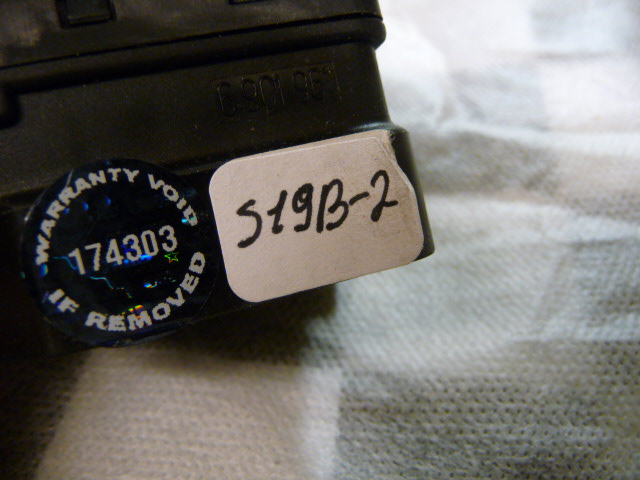 WARRANTY VOID
174303
IF REMOVED
S19B-2